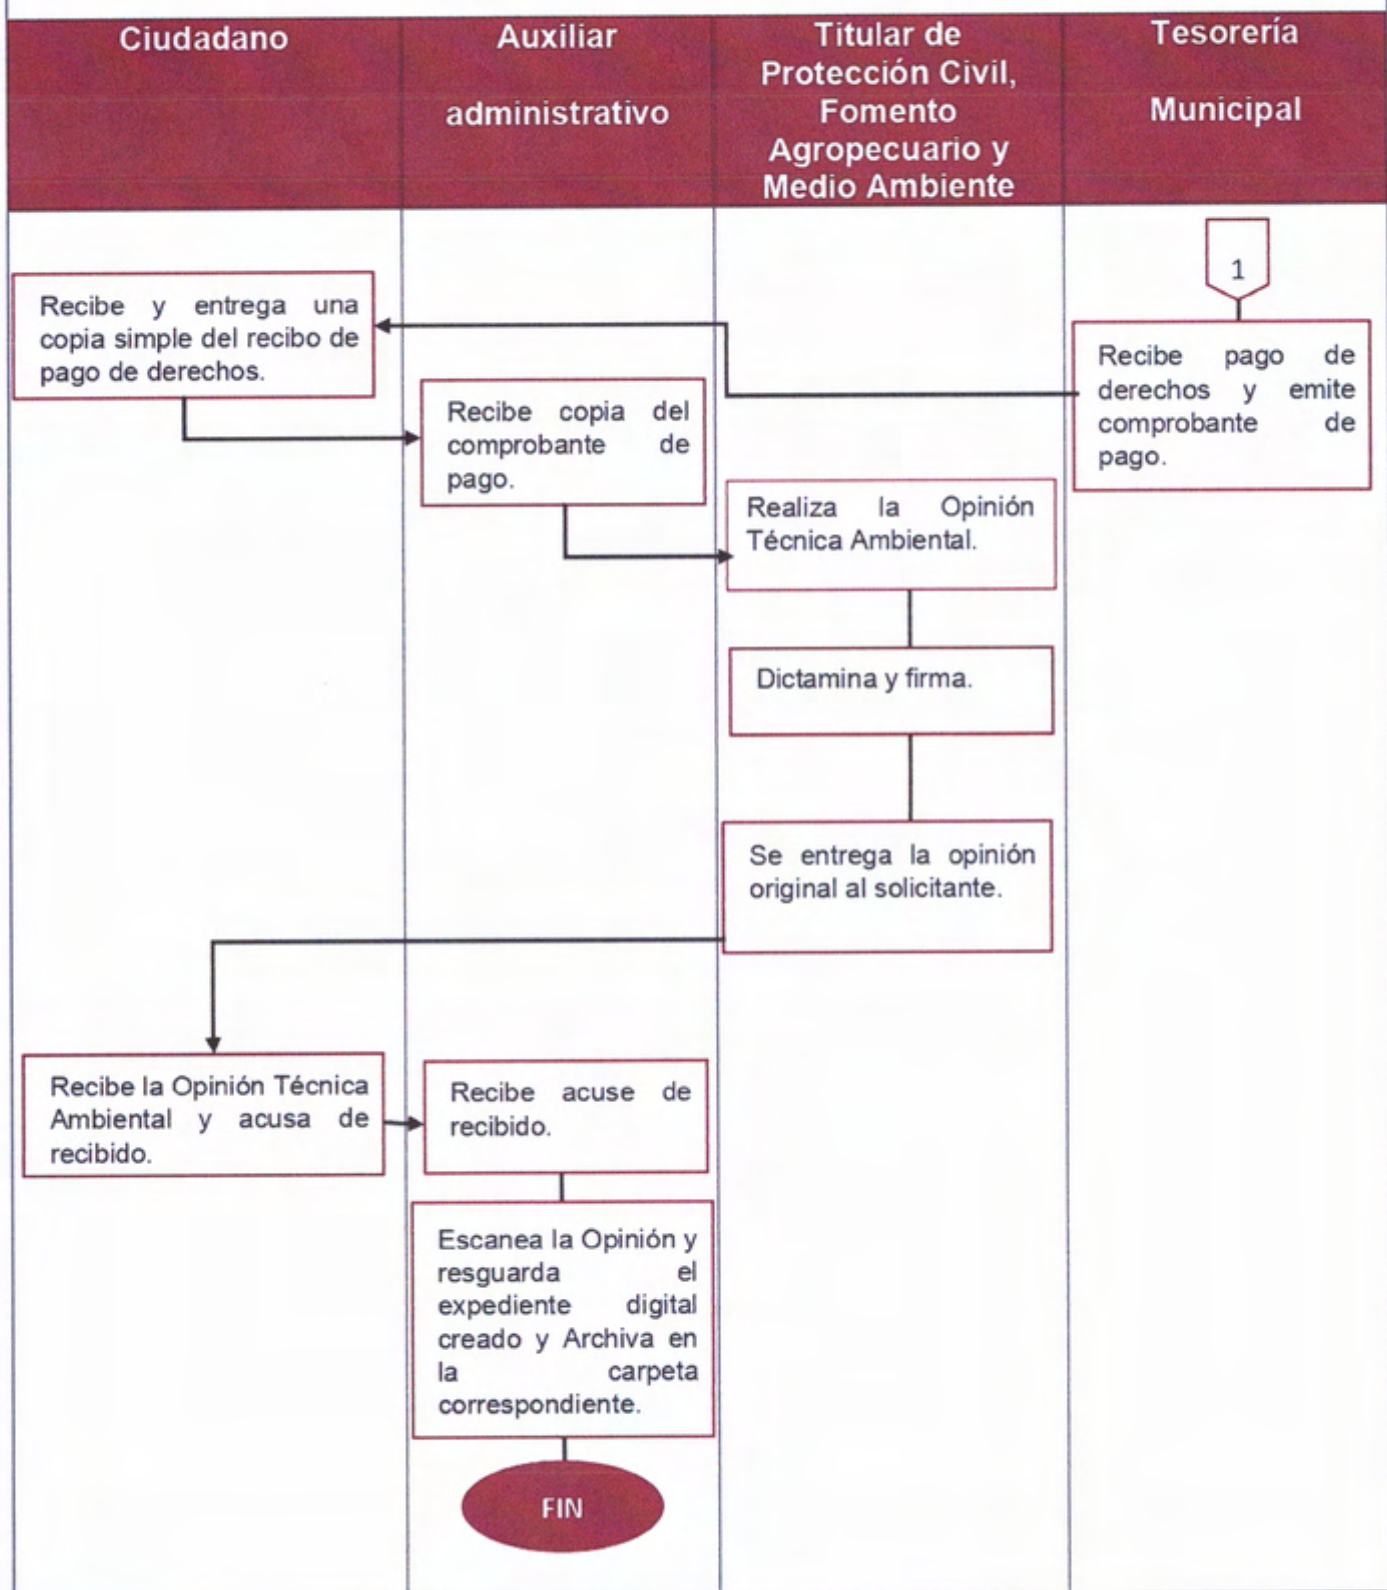 Ciudadano
Auxiliar
administrativo
Titular de
Protección Civil,
Fomento
Agropecuario y
Medio Ambiente
Tesorería
Municipal
1
Recibe pago de
derechos y emite
comprobante de
pago.
Recibe y entrega una
copia simple del recibo de
pago de derechos.
Recibe copia del
comprobante de
pago.
Realiza la Opinión
Técnica Ambiental.
Dictamina y firma.
Se entrega la opinión
original al solicitante.
Recibe la Opinión Técnica
Ambiental y acusa de
recibido.
Recibe acuse de
recibido.
Escanea la Opinión y
resguarda el
expediente digital
creado y Archiva en
la carpeta
correspondiente.
FIN